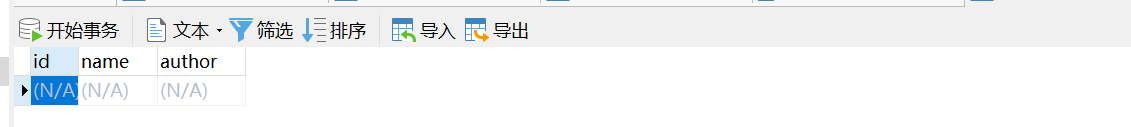 开始事务 文本 筛选 排序 导入 导出
id name author
(N/A) (N/A) (N/A)